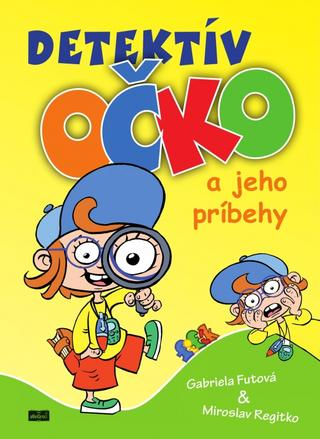 DETEKTÍV
OČKO
a jeho
príbehy
Gabriela Futová
&
Miroslav Regitko